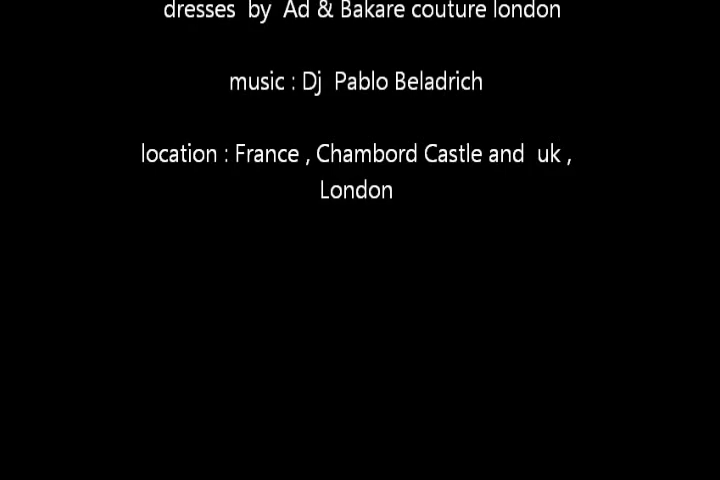 dresses  by  Ad & Bakare couture london
music : Dj  Pablo Beladrich
location : France , Chambord Castle and  uk ,
London